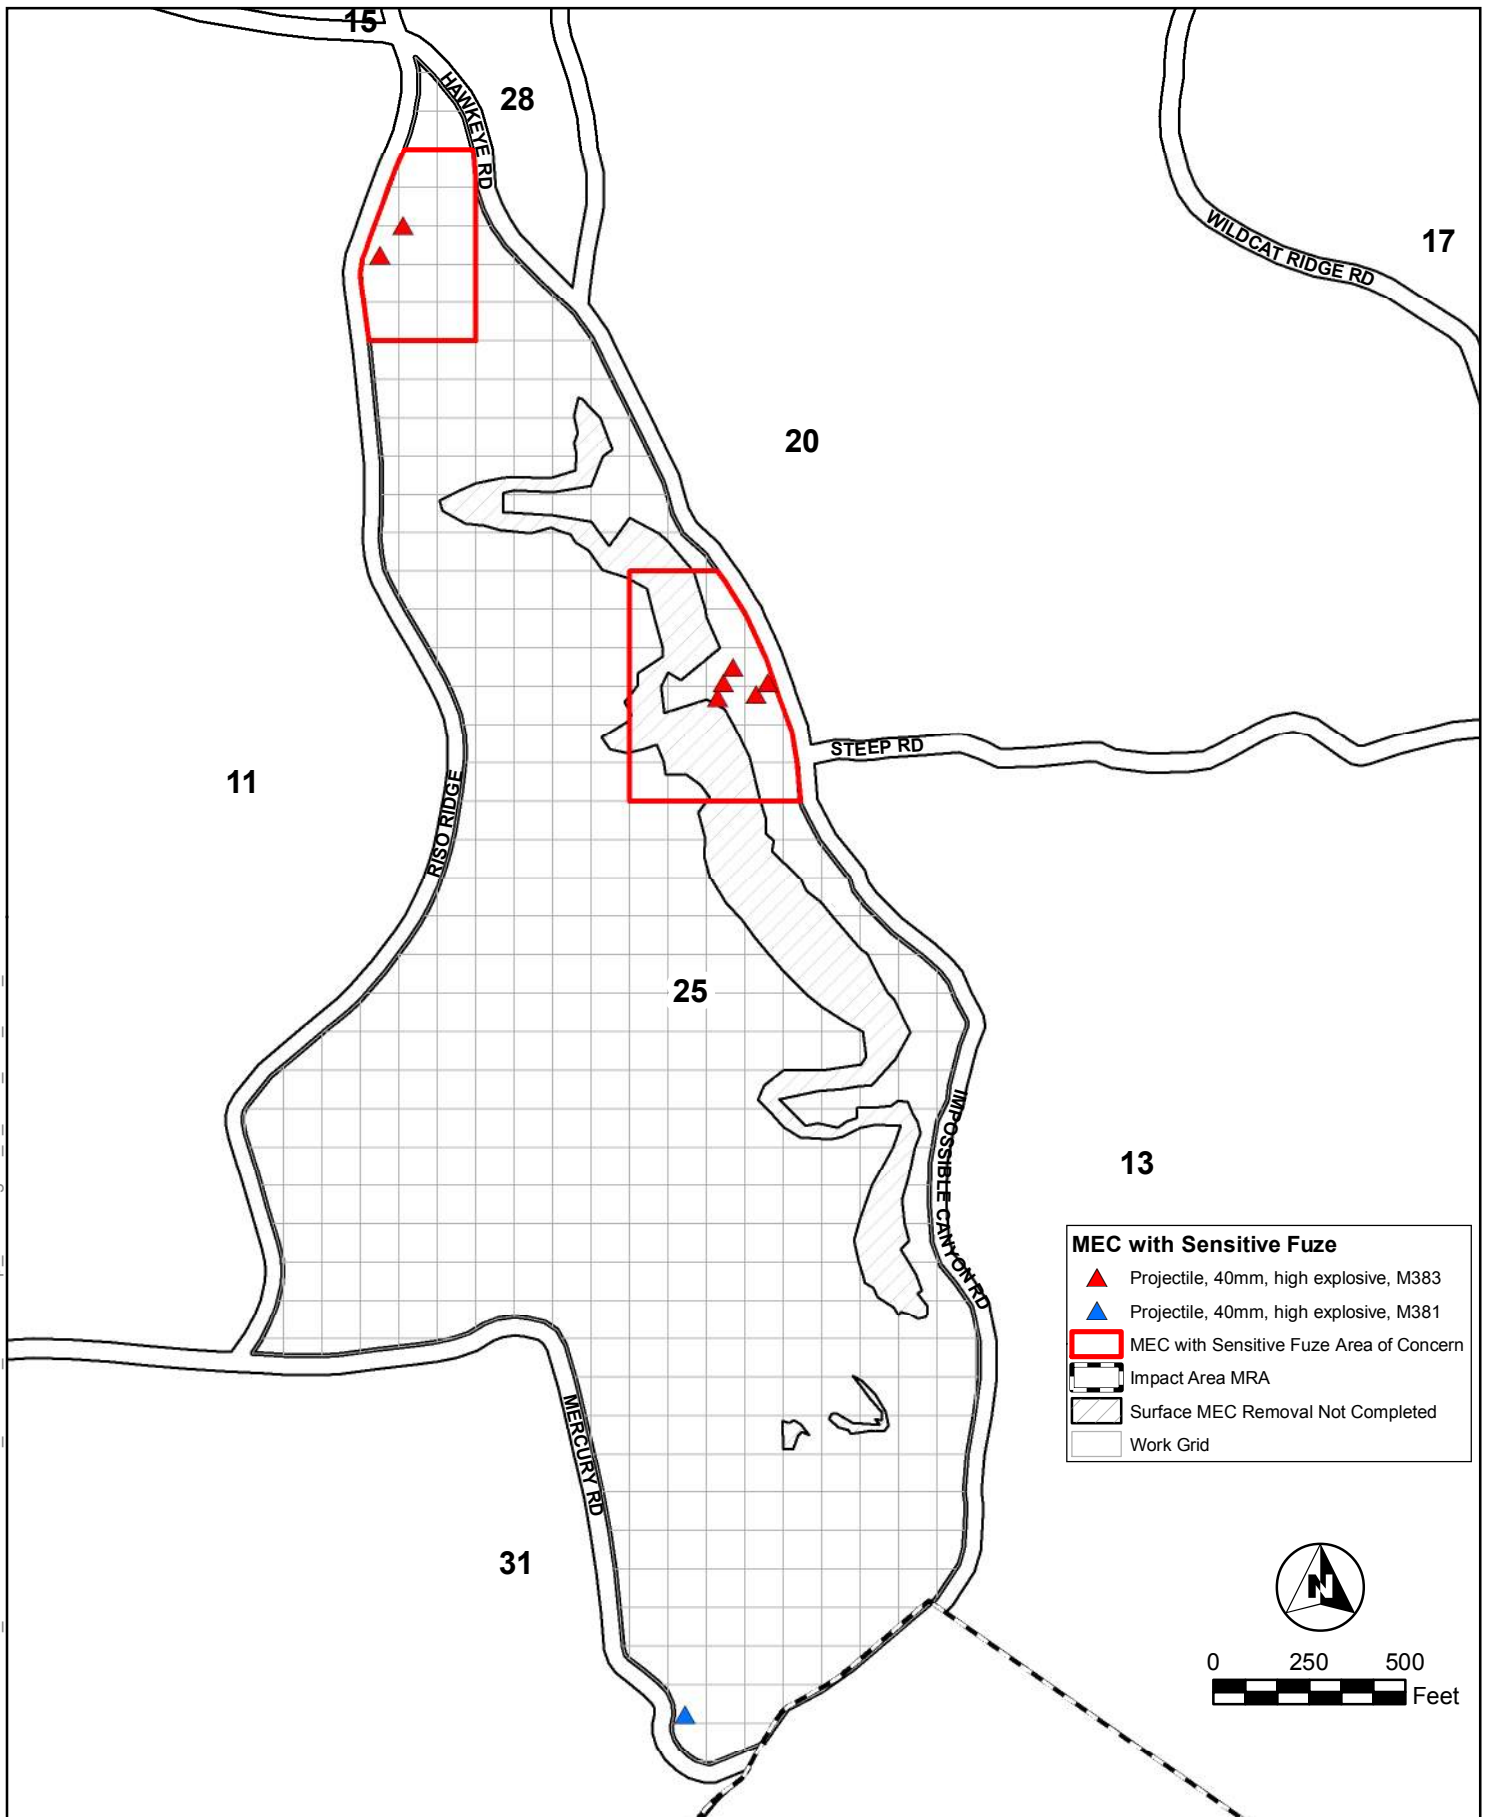 15
HAWKEYE RD
28
WILDCAT RIDGE RD
17
20
STEEP RD
11
RISO RIDGE
25
IMPOSSIBLE CANYON RD
13
MEC with Sensitive Fuze
Projectile, 40mm, high explosive, M383
Projectile, 40mm, high explosive, M381
MEC with Sensitive Fuze Area of Concern
Impact Area MRA
Surface MEC Removal Not Completed
Work Grid
MERCURY RD
31
N
0 250 500
Feet